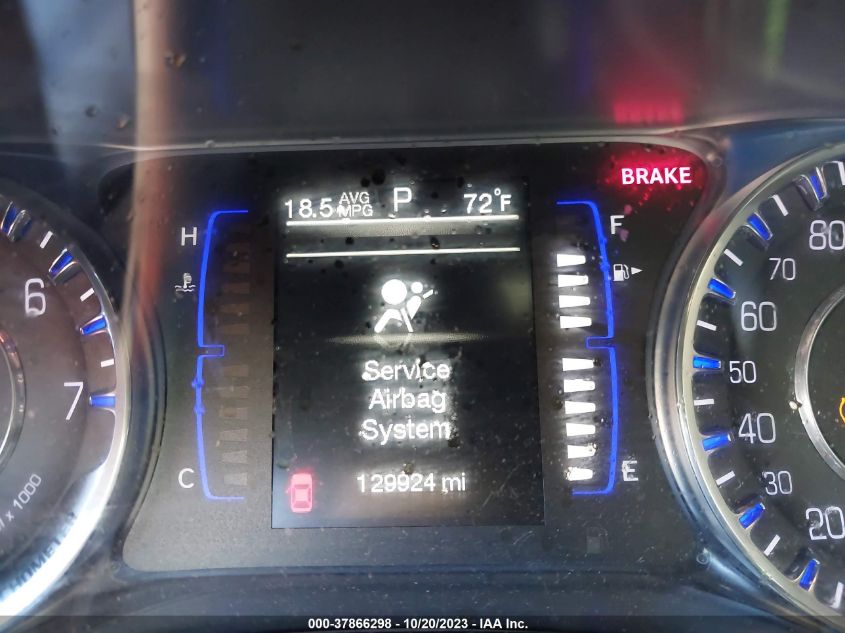 BRAKE
18.5 AVG MPG P 72°F
H
F
C
E
Service
Airbag
System
129924 mi
6
7
x 1000
80
70
60
50
40
30
20
000-37866298 - 10/20/2023 - IAA Inc.